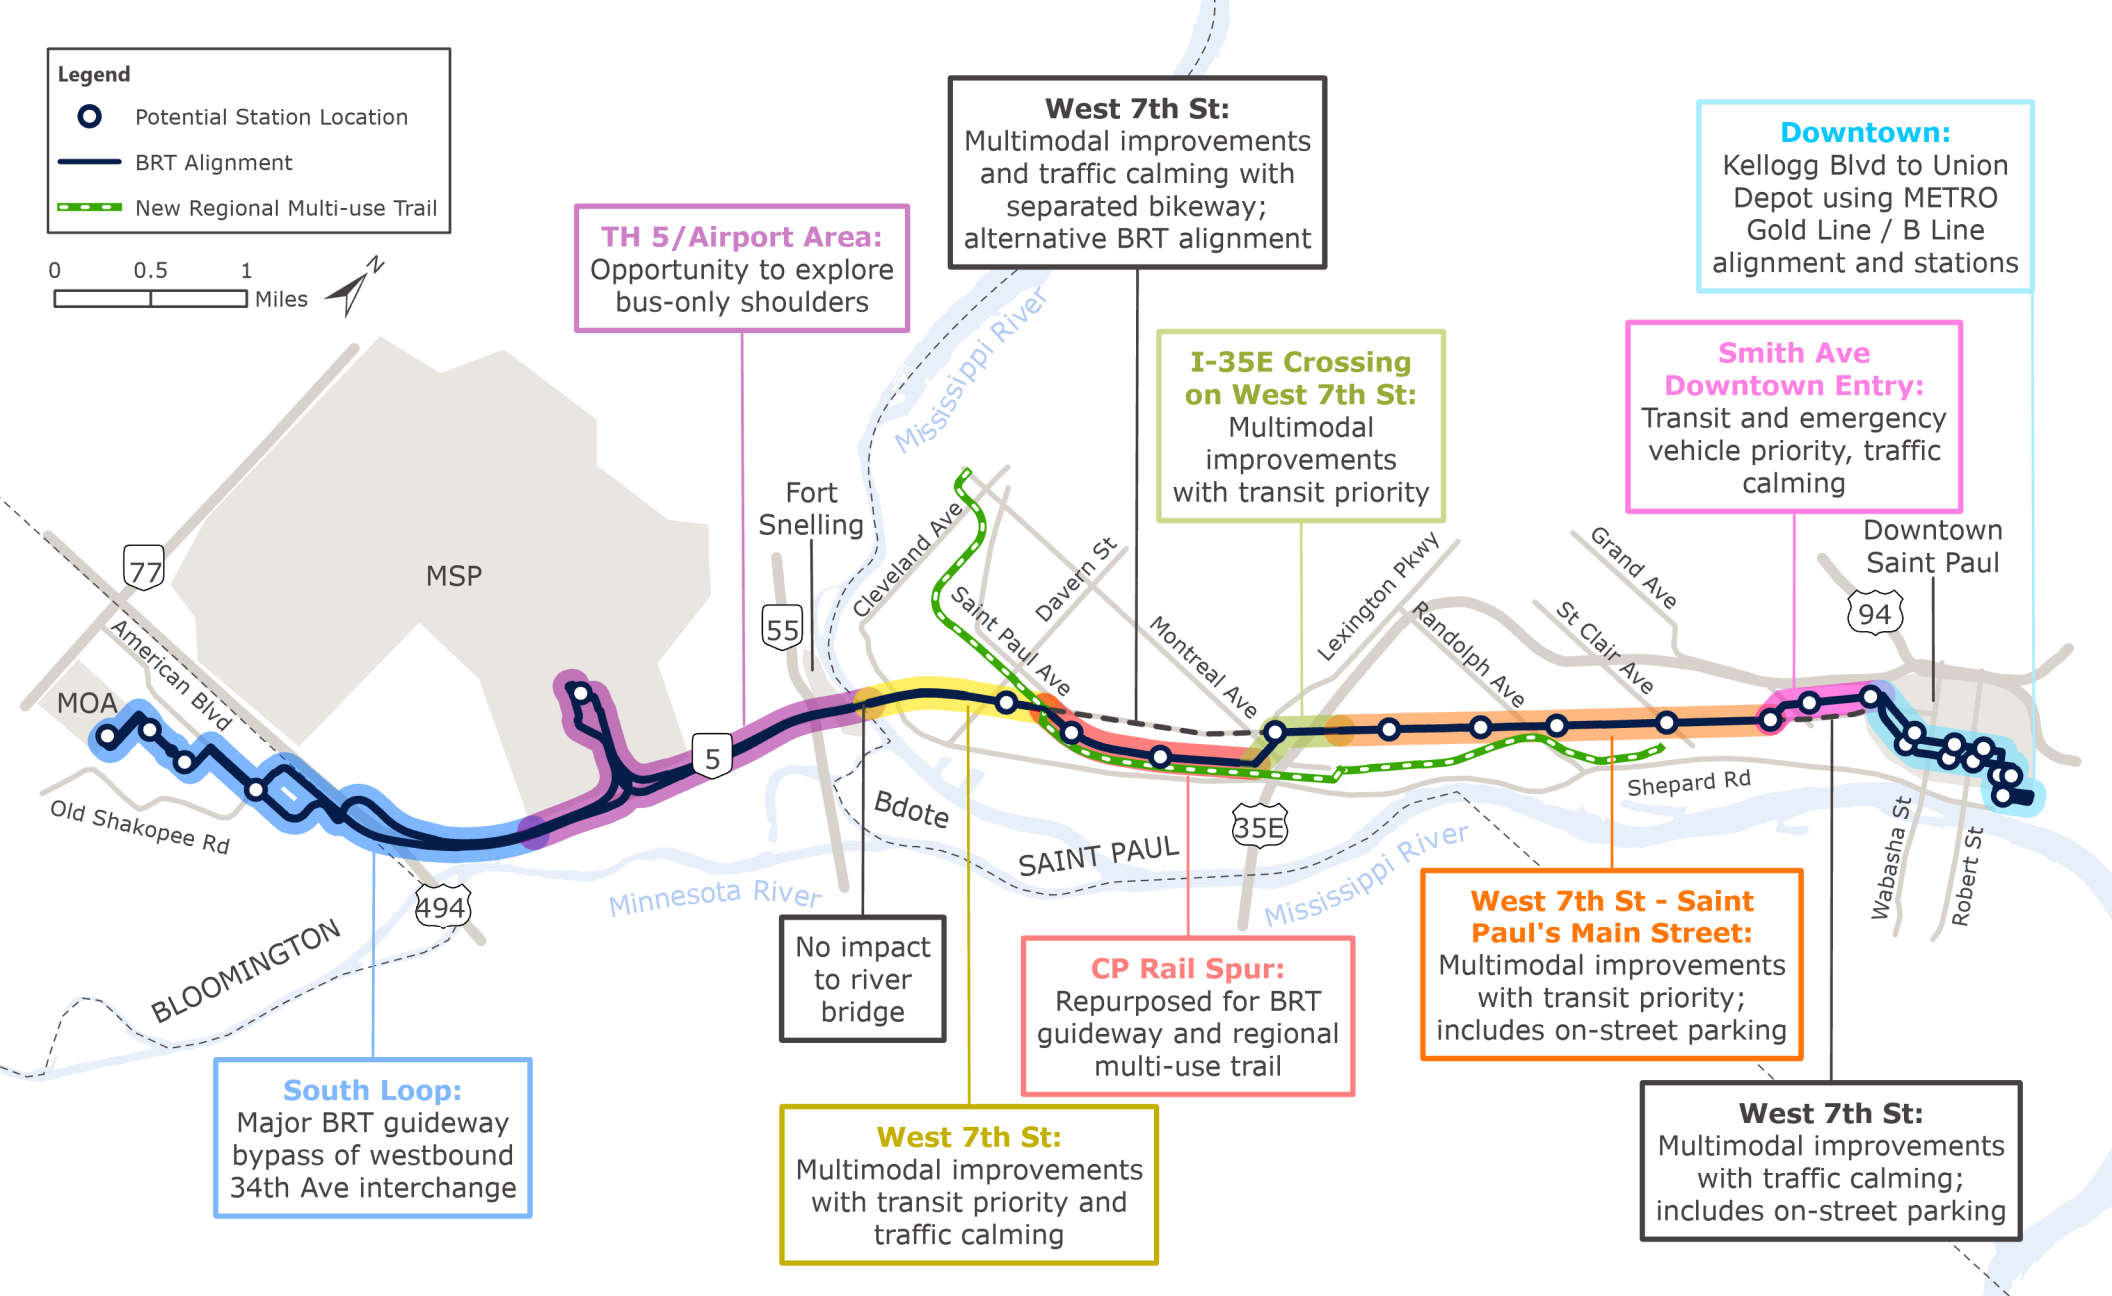 Legend
Potential Station Location
BRT Alignment
New Regional Multi-use Trail
0 0.5 1
Miles
N
West 7th St:
Multimodal improvements
and traffic calming with
separated bikeway;
alternative BRT alignment
Downtown:
Kellogg Blvd to Union
Depot using METRO
Gold Line / B Line
alignment and stations
TH 5/Airport Area:
Opportunity to explore
bus-only shoulders
I-35E Crossing
on West 7th St:
Multimodal
improvements
with transit priority
Smith Ave
Downtown Entry:
Transit and emergency
vehicle priority, traffic
calming
Mississippi River
Fort
Snelling
Downtown
Saint Paul
77
MSP
55
94
Cleveland Ave
Saint Paul Ave
Davern St
Montreal Ave
Lexington Pkwy
Randolph Ave
St Clair Ave
Grand Ave
American Blvd
MOA
5
Old Shakopee Rd
Bdote
SAINT PAUL
35E
Shepard Rd
Mississippi River
Minnesota River
494
BLOOMINGTON
Wabasha St
Robert St
No impact
to river
bridge
CP Rail Spur:
Repurposed for BRT
guideway and regional
multi-use trail
West 7th St - Saint
Paul's Main Street:
Multimodal improvements
with transit priority;
includes on-street parking
South Loop:
Major BRT guideway
bypass of westbound
34th Ave interchange
West 7th St:
Multimodal improvements
with transit priority and
traffic calming
West 7th St:
Multimodal improvements
with traffic calming;
includes on-street parking